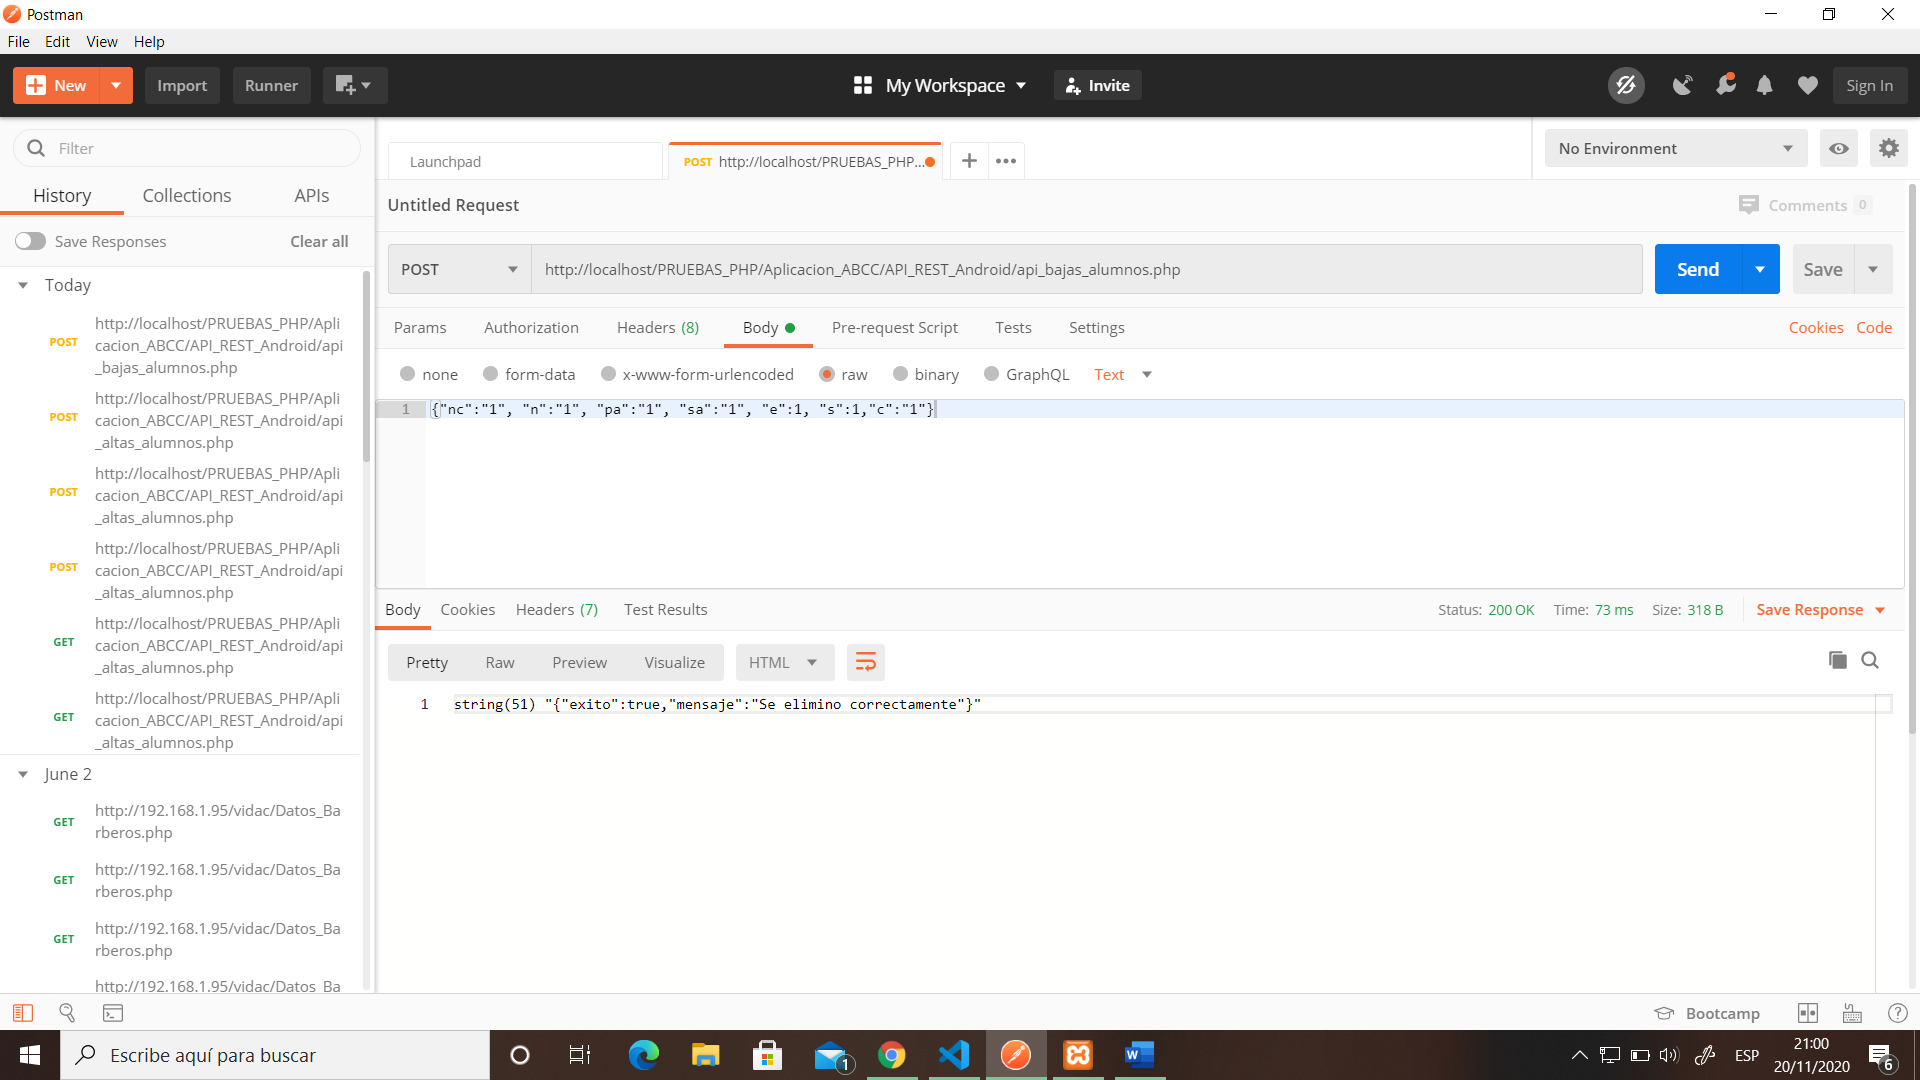 Postman
File Edit View Help
New Import Runner My Workspace Invite Sign In
Filter
History Collections APIs
Save Responses Clear all
Today
POST http://localhost/PRUEBAS_PHP/Apli
cacion_ABCC/API_REST_Android/api
_bajas_alumnos.php
POST http://localhost/PRUEBAS_PHP/Apli
cacion_ABCC/API_REST_Android/api
_altas_alumnos.php
POST http://localhost/PRUEBAS_PHP/Apli
cacion_ABCC/API_REST_Android/api
_altas_alumnos.php
POST http://localhost/PRUEBAS_PHP/Apli
cacion_ABCC/API_REST_Android/api
_altas_alumnos.php
GET http://localhost/PRUEBAS_PHP/Apli
cacion_ABCC/API_REST_Android/api
_altas_alumnos.php
GET http://localhost/PRUEBAS_PHP/Apli
cacion_ABCC/API_REST_Android/api
_altas_alumnos.php
June 2
GET http://192.168.1.95/vidac/Datos_Ba
rberos.php
GET http://192.168.1.95/vidac/Datos_Ba
rberos.php
GET http://192.168.1.95/vidac/Datos_Ba
rberos.php
http://192.168.1.95/vidac/Datos_Ba
Launchpad POST http://localhost/PRUEBAS_PHP... No Environment
Untitled Request Comments 0
POST http://localhost/PRUEBAS_PHP/Aplicacion_ABCC/API_REST_Android/api_bajas_alumnos.php Send Save
Params Authorization Headers (8) Body Pre-request Script Tests Settings Cookies Code
none form-data x-www-form-urlencoded raw binary GraphQL Text
1 {"nc":"1", "n":"1", "pa":"1", "sa":"1", "e":1, "s":1,"c":"1"}
Body Cookies Headers (7) Test Results Status: 200 OK Time: 73 ms Size: 318 B Save Response
Pretty Raw Preview Visualize HTML
1 string(51) "{"exito":true,"mensaje":"Se elimino correctamente"}"
Bootcamp
Escribe aquí para buscar
1
ESP
21:00
20/11/2020
6